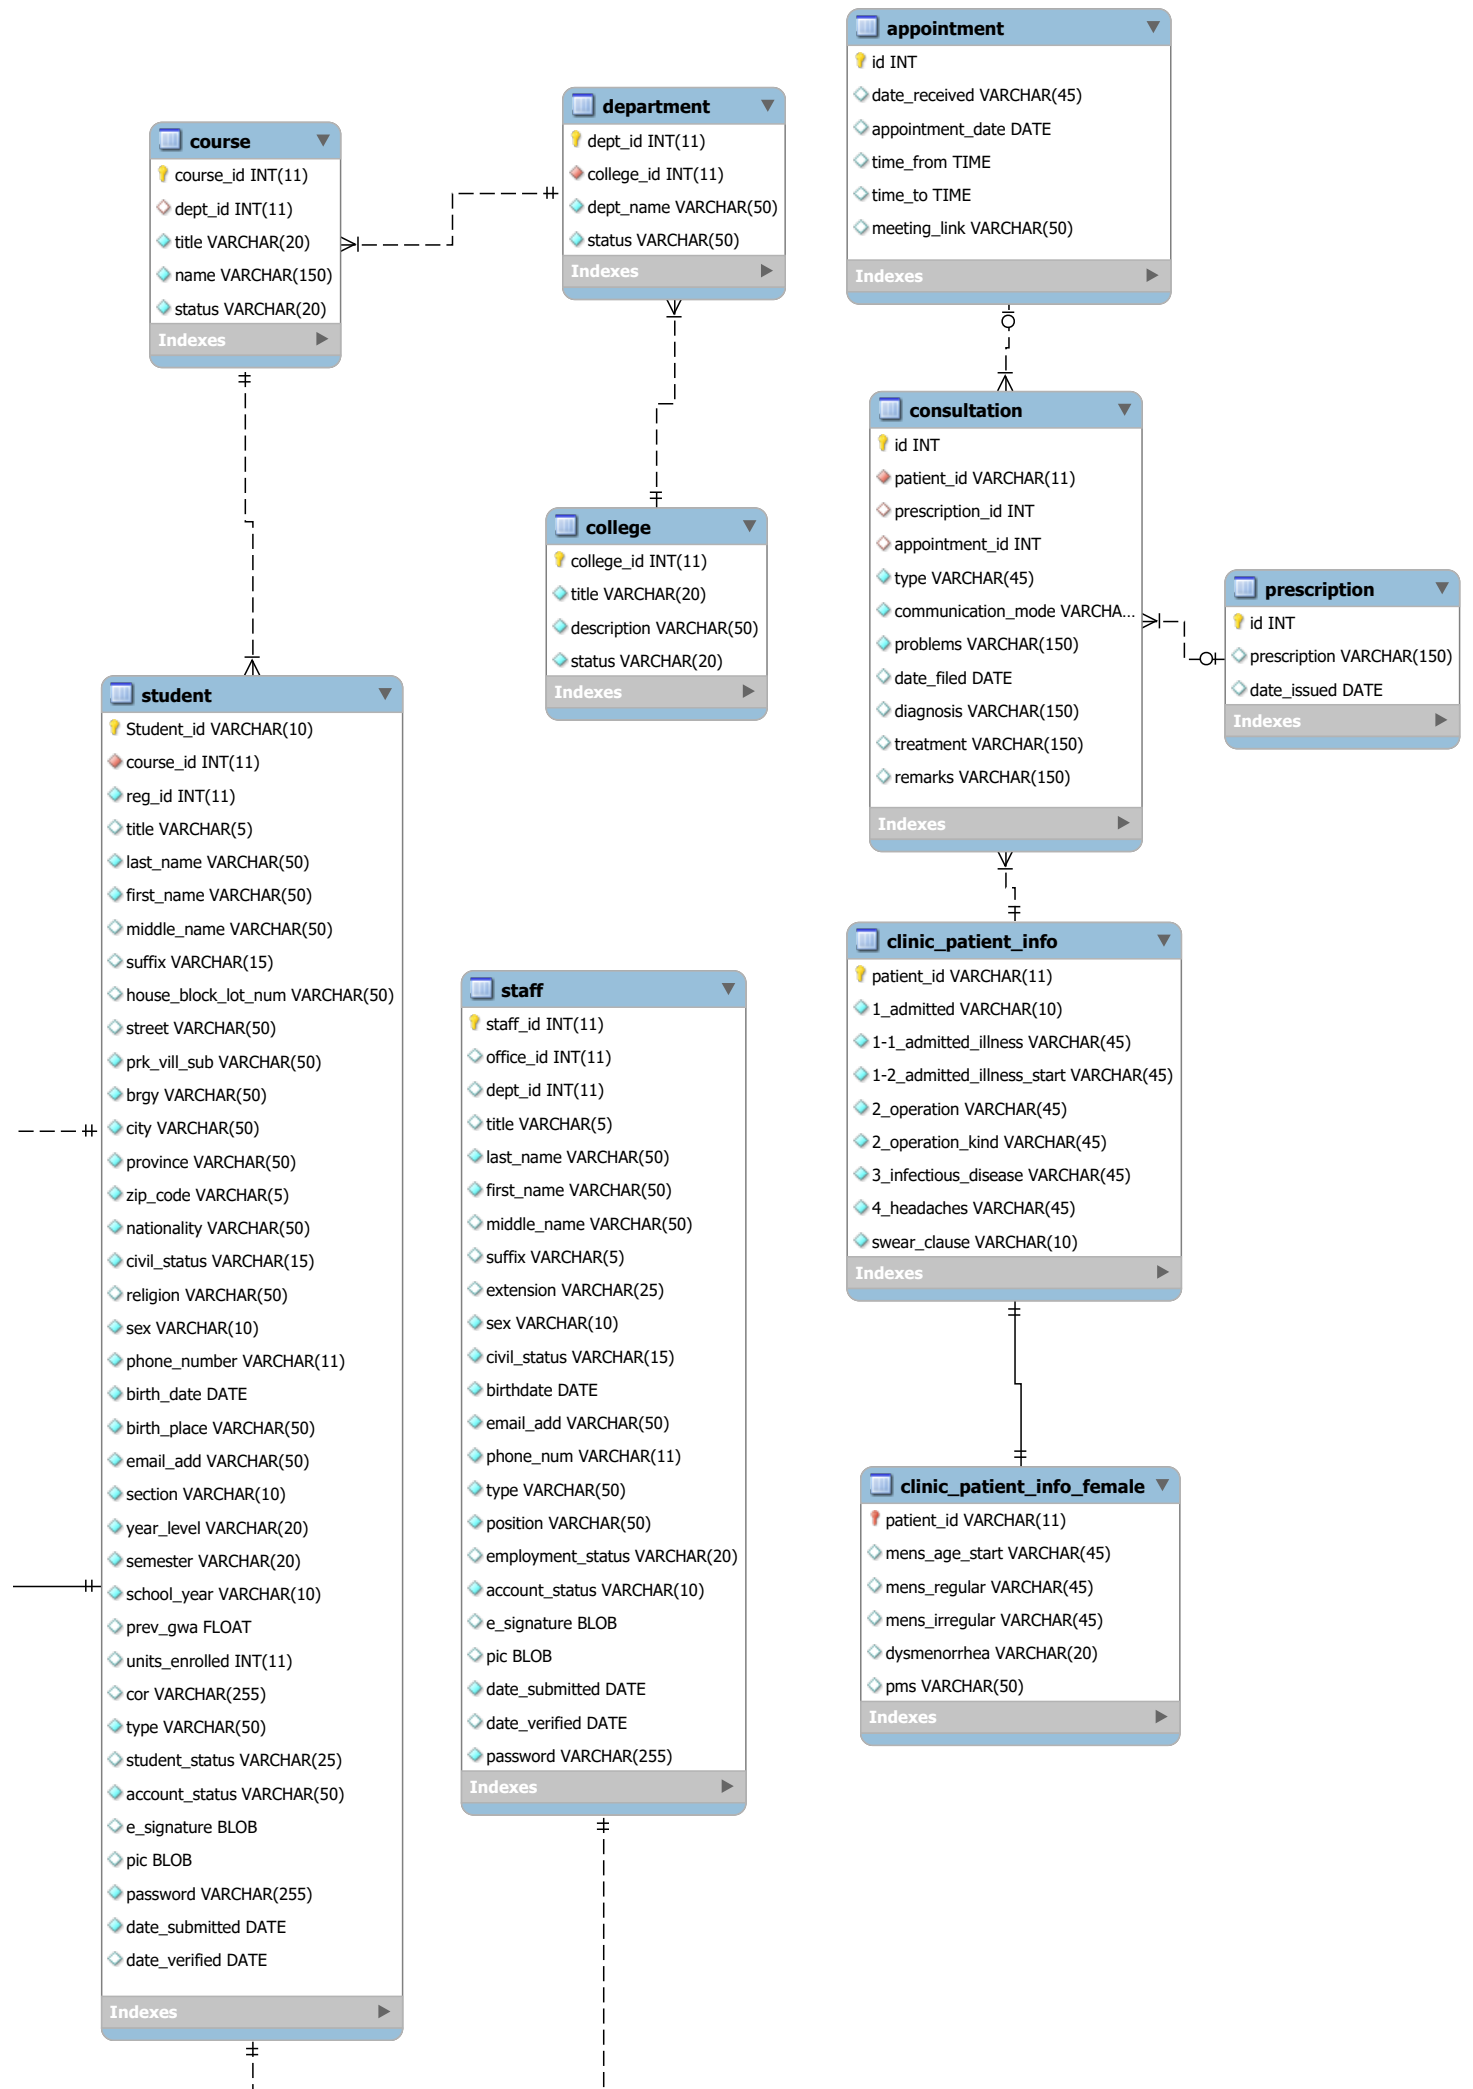 course
course_id INT(11)
dept_id INT(11)
title VARCHAR(20)
name VARCHAR(150)
status VARCHAR(20)
Indexes
department
dept_id INT(11)
college_id INT(11)
dept_name VARCHAR(50)
status VARCHAR(50)
Indexes
appointment
id INT
date_received VARCHAR(45)
appointment_date DATE
time_from TIME
time_to TIME
meeting_link VARCHAR(50)
Indexes
college
college_id INT(11)
title VARCHAR(20)
description VARCHAR(50)
status VARCHAR(20)
Indexes
consultation
id INT
patient_id VARCHAR(11)
prescription_id INT
appointment_id INT
type VARCHAR(45)
communication_mode VARCHA...
problems VARCHAR(150)
date_filed DATE
diagnosis VARCHAR(150)
treatment VARCHAR(150)
remarks VARCHAR(150)
Indexes
prescription
id INT
prescription VARCHAR(150)
date_issued DATE
Indexes
student
Student_id VARCHAR(10)
course_id INT(11)
reg_id INT(11)
title VARCHAR(5)
last_name VARCHAR(50)
first_name VARCHAR(50)
middle_name VARCHAR(50)
suffix VARCHAR(15)
house_block_lot_num VARCHAR(50)
street VARCHAR(50)
prk_vill_sub VARCHAR(50)
brgy VARCHAR(50)
city VARCHAR(50)
province VARCHAR(50)
zip_code VARCHAR(5)
nationality VARCHAR(50)
civil_status VARCHAR(15)
religion VARCHAR(50)
sex VARCHAR(10)
phone_number VARCHAR(11)
birth_date DATE
birth_place VARCHAR(50)
email_add VARCHAR(50)
section VARCHAR(10)
year_level VARCHAR(20)
semester VARCHAR(20)
school_year VARCHAR(10)
prev_gwa FLOAT
units_enrolled INT(11)
cor VARCHAR(255)
type VARCHAR(50)
student_status VARCHAR(25)
account_status VARCHAR(50)
e_signature BLOB
pic BLOB
password VARCHAR(255)
date_submitted DATE
date_verified DATE
Indexes
staff
staff_id INT(11)
office_id INT(11)
dept_id INT(11)
title VARCHAR(5)
last_name VARCHAR(50)
first_name VARCHAR(50)
middle_name VARCHAR(50)
suffix VARCHAR(5)
extension VARCHAR(25)
sex VARCHAR(10)
civil_status VARCHAR(15)
birthdate DATE
email_add VARCHAR(50)
phone_num VARCHAR(11)
type VARCHAR(50)
position VARCHAR(50)
employment_status VARCHAR(20)
account_status VARCHAR(10)
e_signature BLOB
pic BLOB
date_submitted DATE
date_verified DATE
password VARCHAR(255)
Indexes
clinic_patient_info
patient_id VARCHAR(11)
1_admitted VARCHAR(10)
1-1_admitted_illness VARCHAR(45)
1-2_admitted_illness_start VARCHAR(45)
2_operation VARCHAR(45)
2_operation_kind VARCHAR(45)
3_infectious_disease VARCHAR(45)
4_headaches VARCHAR(45)
swear_clause VARCHAR(10)
Indexes
clinic_patient_info_female
patient_id VARCHAR(11)
mens_age_start VARCHAR(45)
mens_regular VARCHAR(45)
mens_irregular VARCHAR(45)
dysmenorrhea VARCHAR(20)
pms VARCHAR(50)
Indexes